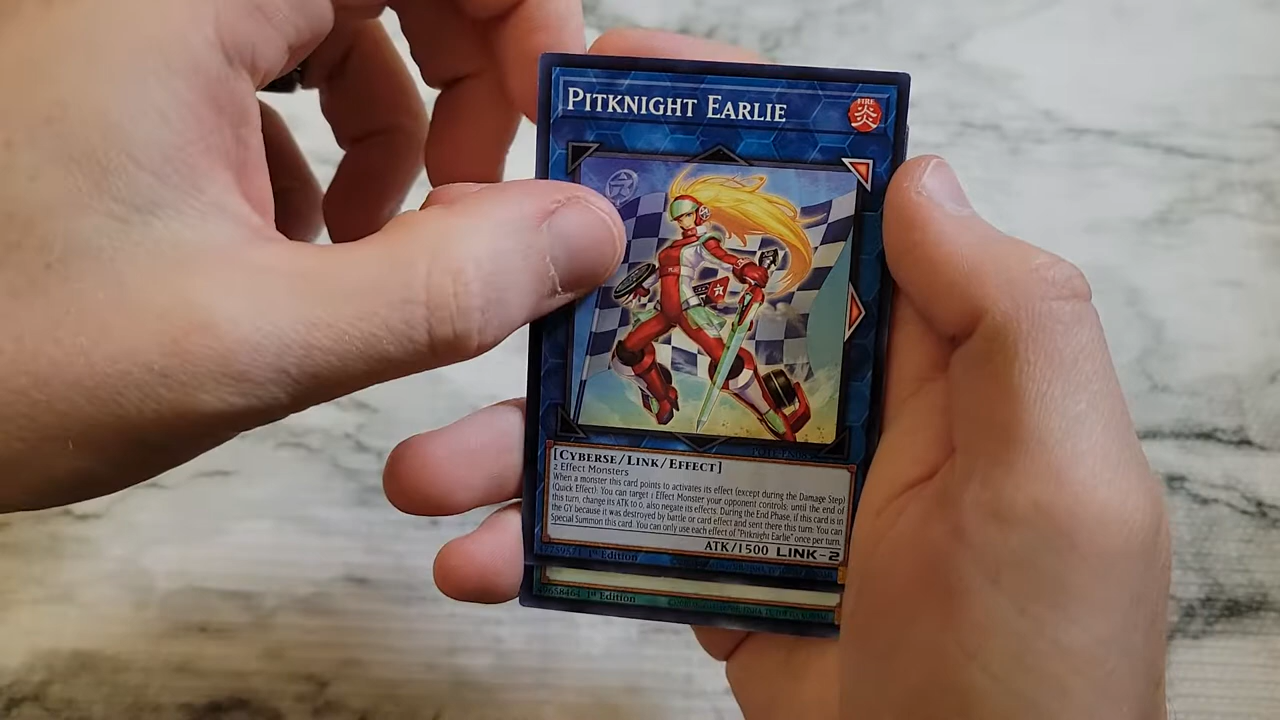 PITKNIGHT EARLIE
FIRE
炎
[CYBERSE/LINK/EFFECT]
2 Effect Monsters
When a monster this card points to activates its effect (except during the Damage Step)
(Quick Effect): You can target 1 Effect Monster your opponent controls; until the end of
this turn, change its ATK to 0, also negate its effects. During the End Phase, if this card is in
the GY because it was destroyed by battle or card effect and sent there this turn: You can
Special Summon this card. You can only use each effect of "Pitknight Earlie" once per turn.
ATK/1500 LINK-2
1st Edition
1st Edition